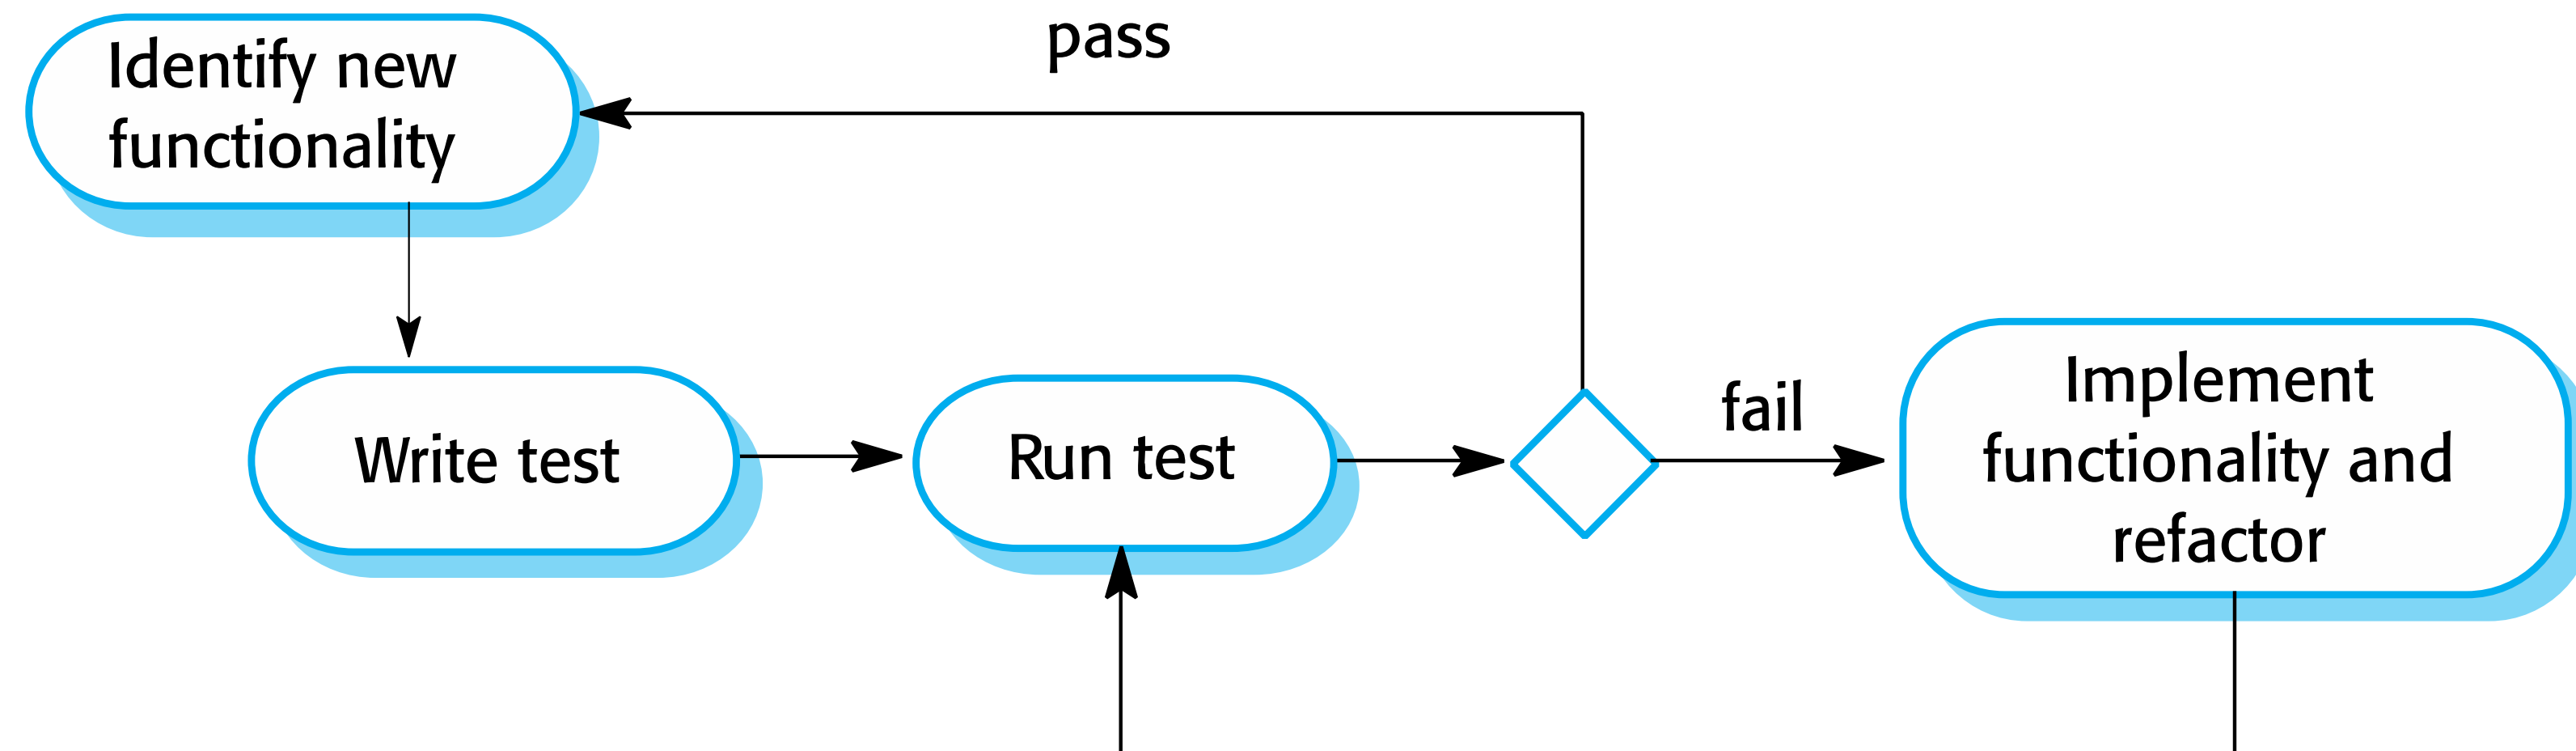 Identify new
functionality
pass
Write test
Run test
fail
Implement
functionality and
refactor